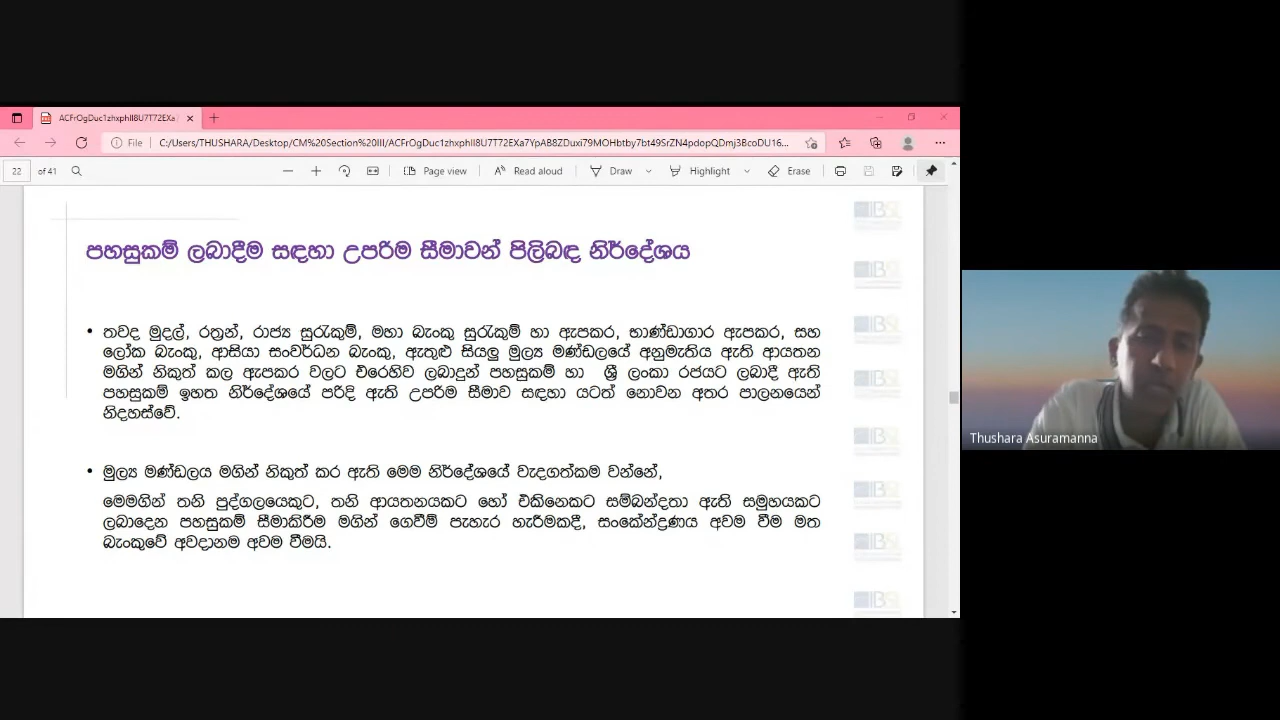 ACFrOgDuc1zhxphlI8U7T72EXa
File
C:/Users/THUSHARA/Desktop/CM%20Section%20III/ACFrOgDuc1zhxphlI8U7T72EXa7YpAB8ZDuxi79MOHbtby7bt49SrZN4pdopQDmj3BcoDU16...
22 of 41
Page view
Read aloud
Draw
Highlight
Erase
පහසුකම් ලබාදීම සඳහා උපරිම සීමාවන් පිලිබඳ නිර්දේශය
• තවද මුදල්, රත්‍රන්, රාජ්‍ය සුරැකුම්, මහා බැංකු සුරැකුම් හා ඇපකර, භාණ්ඩාගාර ඇපකර, සහ
ලෝක බැංකු, ආසියා සංවර්ධන බැංකු, ඇතුළු සියලු මුල්‍ය මණ්ඩලයේ අනුමැතිය ඇති ආයතන
මගින් නිකුත් කල ඇපකර වලට එරෙහිව ලබාදුන් පහසුකම් හා ශ්‍රී ලංකා රජයට ලබාදී ඇති
පහසුකම් ඉහත නිර්දේශයේ පරිදි ඇති උපරිම සීමාව සඳහා යටත් නොවන අතර පාලනයෙන්
නිදහස්වේ.
• මුල්‍ය මණ්ඩලය මගින් නිකුත් කර ඇති මෙම නිර්දේශයේ වැදගත්කම වන්නේ,
මෙමගින් තනි පුද්ගලයෙකුට, තනි ආයතනයකට හෝ එකිනෙකට සම්බන්දතා ඇති සමුහයකට
ලබාදෙන පහසුකම් සීමාකිරීම මගින් ගෙවීම් පැහැර හැරීමකදී, සංකේන්ද්‍රණය අවම වීම මත
බැංකුවේ අවදානම අවම වීමයි.
Thushara Asuramanna